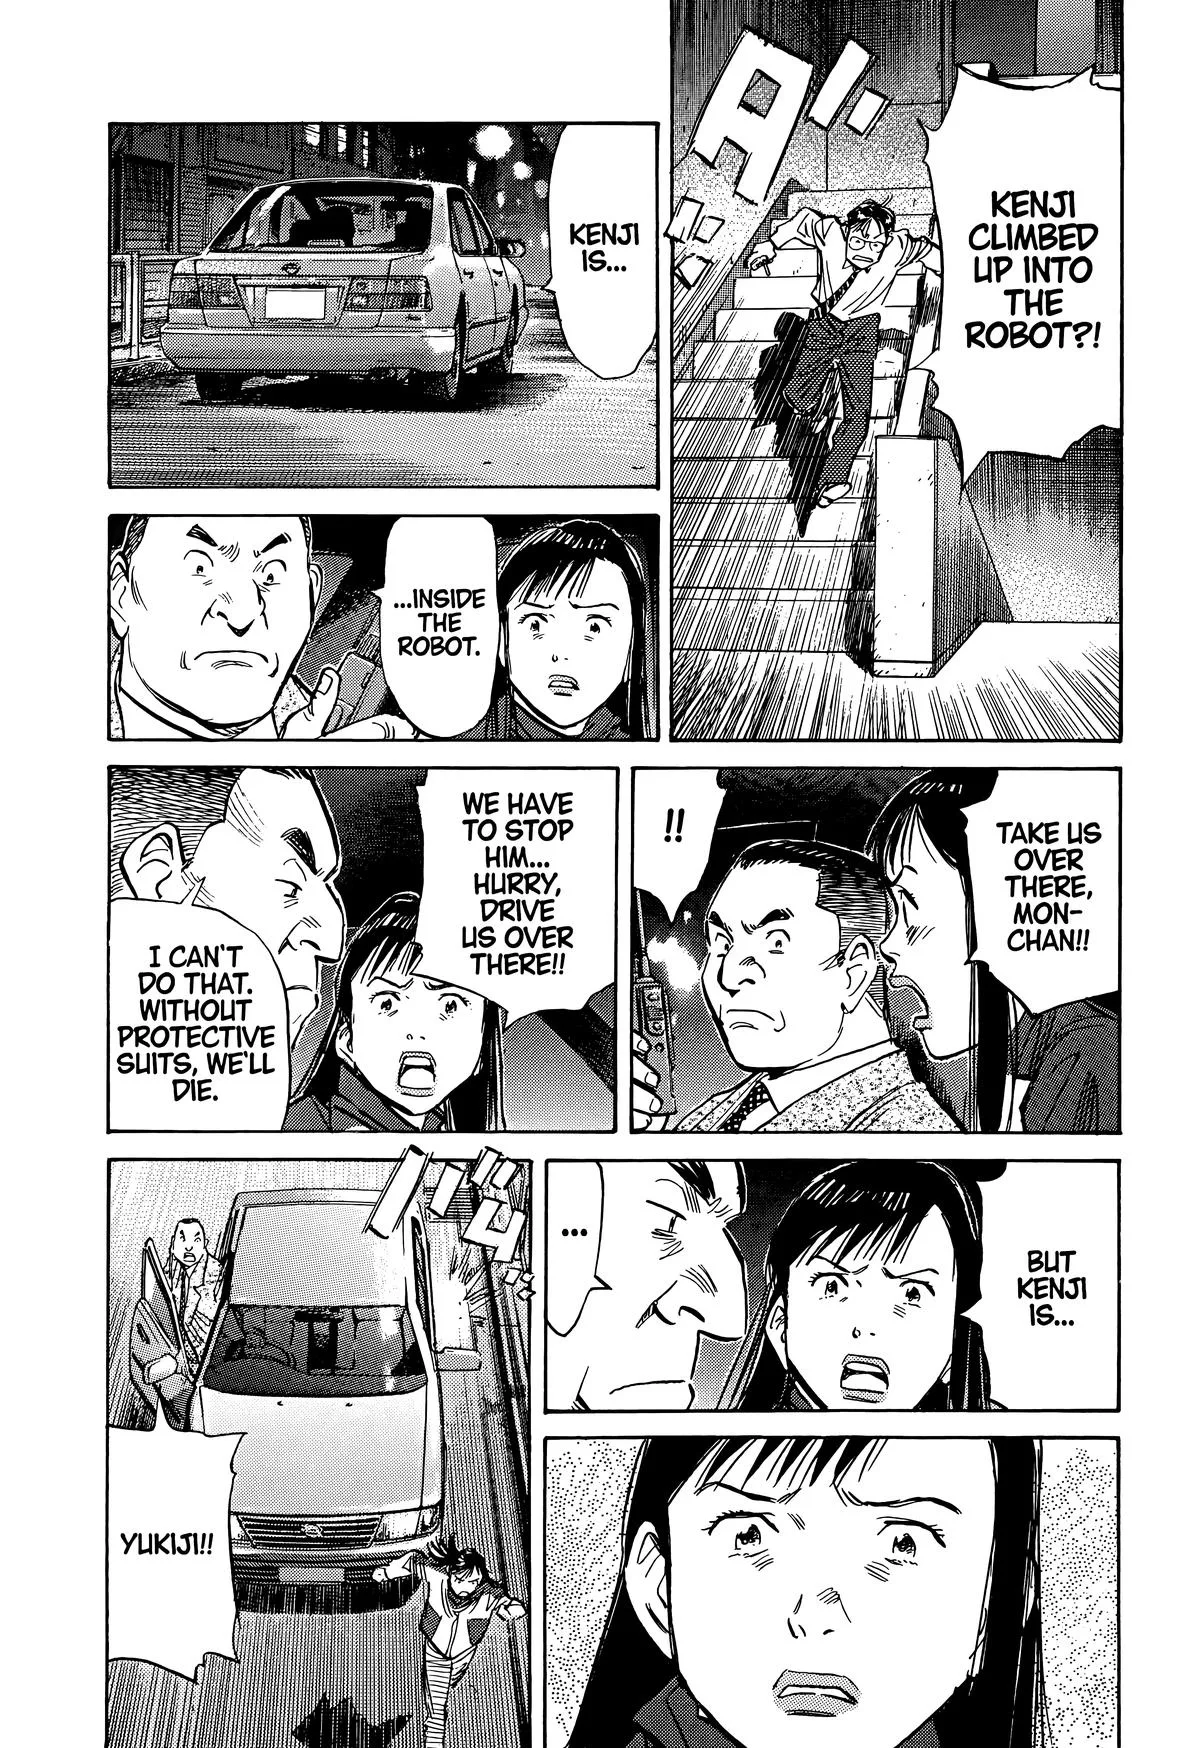 KENJI
CLIMBED
UP INTO
THE
ROBOT?!
ダッ
KENJI
IS...
...INSIDE
THE
ROBOT.
TAKE US
OVER
THERE,
MON-
CHAN!!
!!
WE HAVE
TO STOP
HIM...
HURRY,
DRIVE
US OVER
THERE!!
I CAN'T
DO THAT.
WITHOUT
PROTECTIVE
SUITS, WE'LL
DIE.
BUT
KENJI
IS...
...
YUKIJI!!